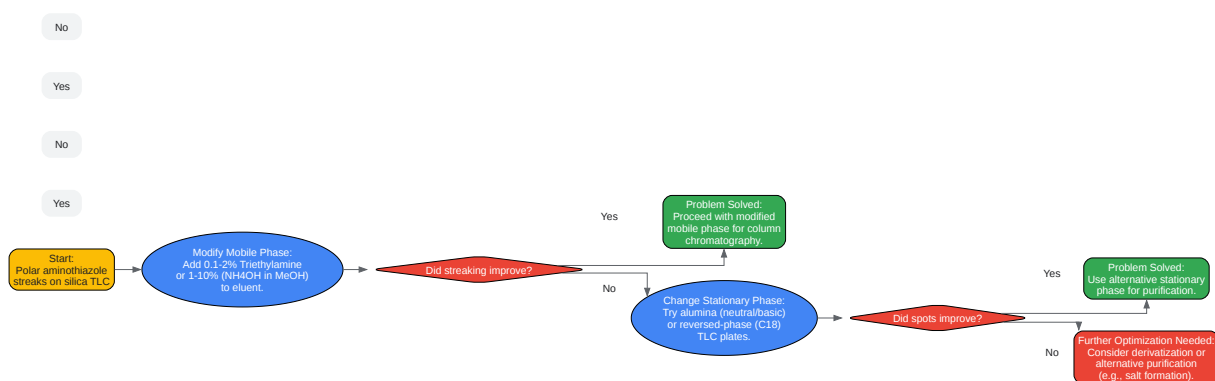 No
Yes
No
Yes
Start:
Polar aminothiazole
streaks on silica TLC
Modify Mobile Phase:
Add 0.1-2% Triethylamine
or 1-10% (NH4OH in MeOH)
to eluent.
Did streaking improve?
Yes
No
Problem Solved:
Proceed with modified
mobile phase for column
chromatography.
Change Stationary Phase:
Try alumina (neutral/basic)
or reversed-phase (C18)
TLC plates.
Did spots improve?
Yes
No
Problem Solved:
Use alternative stationary
phase for purification.
Further Optimization Needed:
Consider derivatization or
alternative purification
(e.g., salt formation).